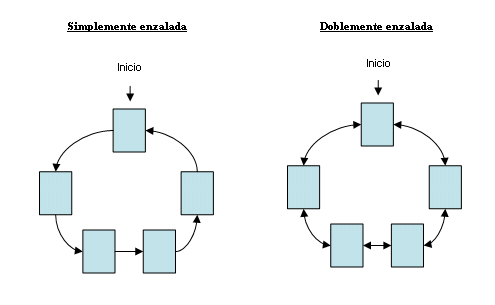 Simplemente enzalada
Doblemente enzalada
Inicio
Inicio